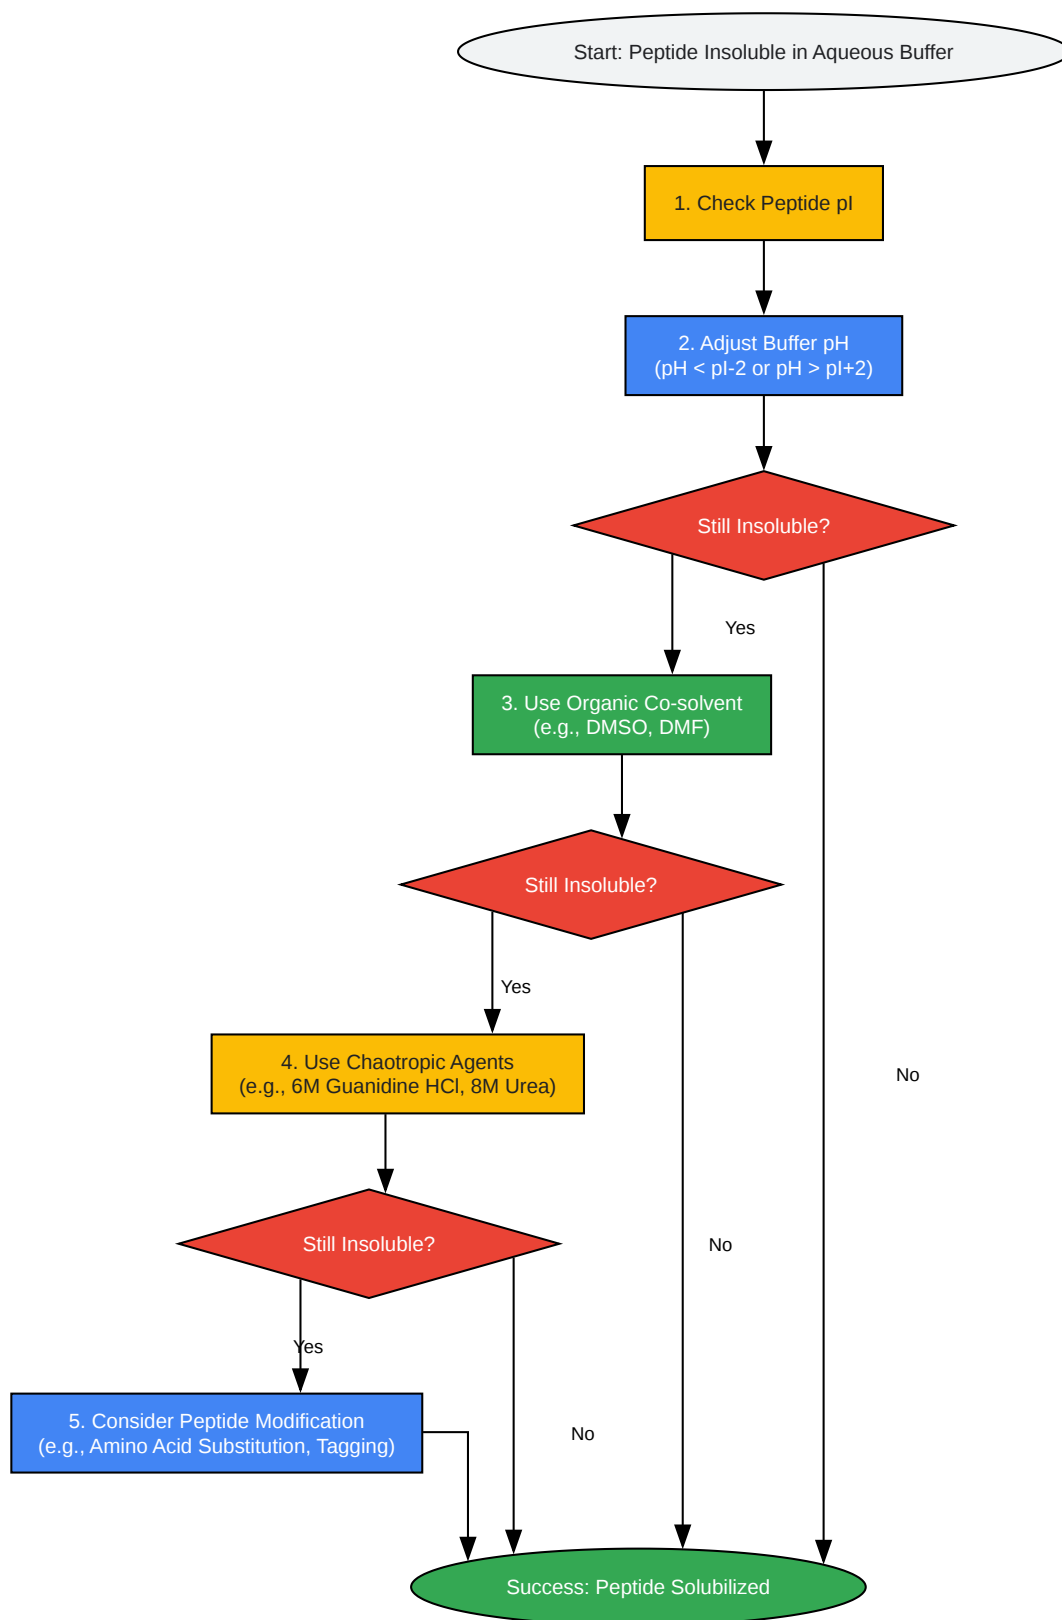 Start: Peptide Insoluble in Aqueous Buffer
1. Check Peptide pI
2. Adjust Buffer pH
(pH < pI-2 or pH > pI+2)
Still Insoluble?
Yes
3. Use Organic Co-solvent
(e.g., DMSO, DMF)
Still Insoluble?
Yes
4. Use Chaotropic Agents
(e.g., 6M Guanidine HCl, 8M Urea)
No
Still Insoluble?
No
Yes
5. Consider Peptide Modification
(e.g., Amino Acid Substitution, Tagging)
No
Success: Peptide Solubilized